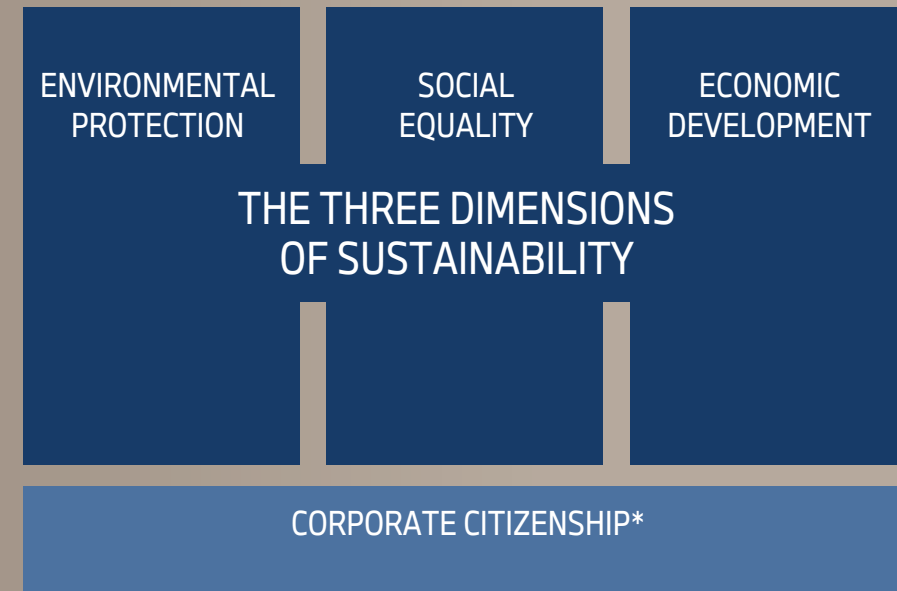 ENVIRONMENTAL
PROTECTION
SOCIAL
EQUALITY
ECONOMIC
DEVELOPMENT
THE THREE DIMENSIONS
OF SUSTAINABILITY
CORPORATE CITIZENSHIP*